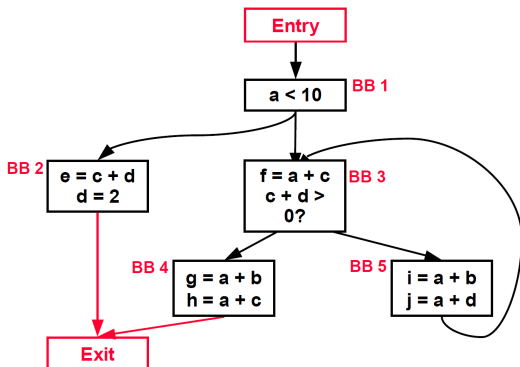 Entry
BB 1
a < 10
BB 2
e = c + d
d = 2
f = a + c
c + d >
0?
BB 3
BB 4
g = a + b
h = a + c
BB 5
i = a + b
j = a + d
Exit